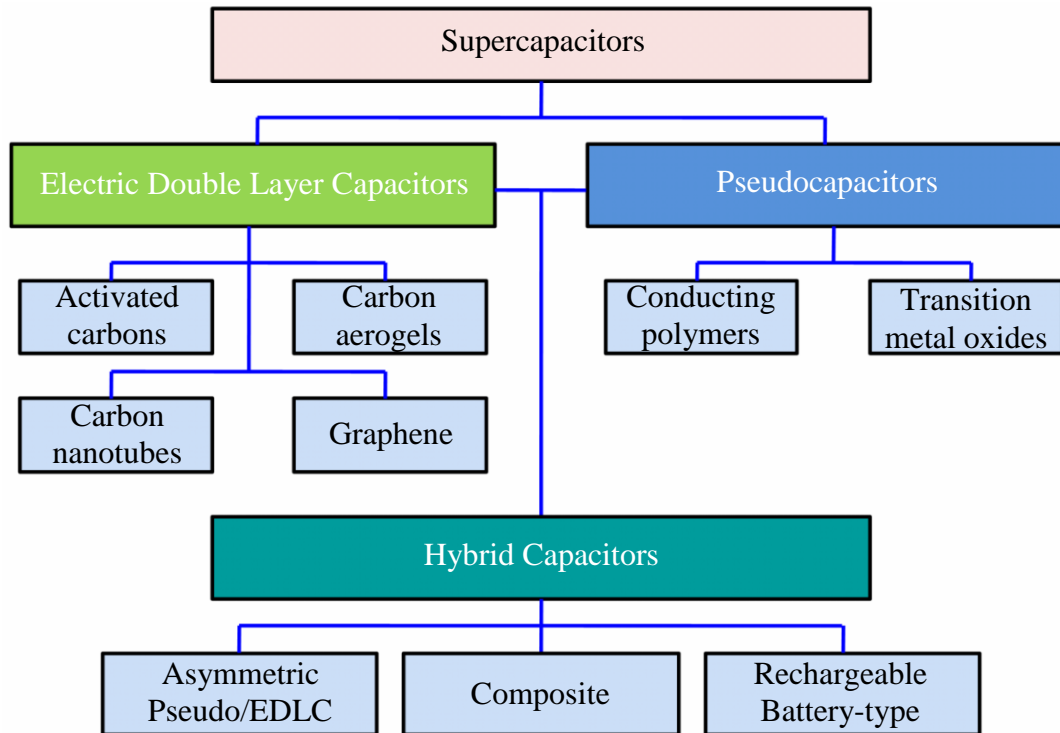 Supercapacitors
Electric Double Layer Capacitors
Pseudocapacitors
Activated
carbons
Carbon
aerogels
Conducting
polymers
Transition
metal oxides
Carbon
nanotubes
Graphene
Hybrid Capacitors
Asymmetric
Pseudo/EDLC
Composite
Rechargeable
Battery-type